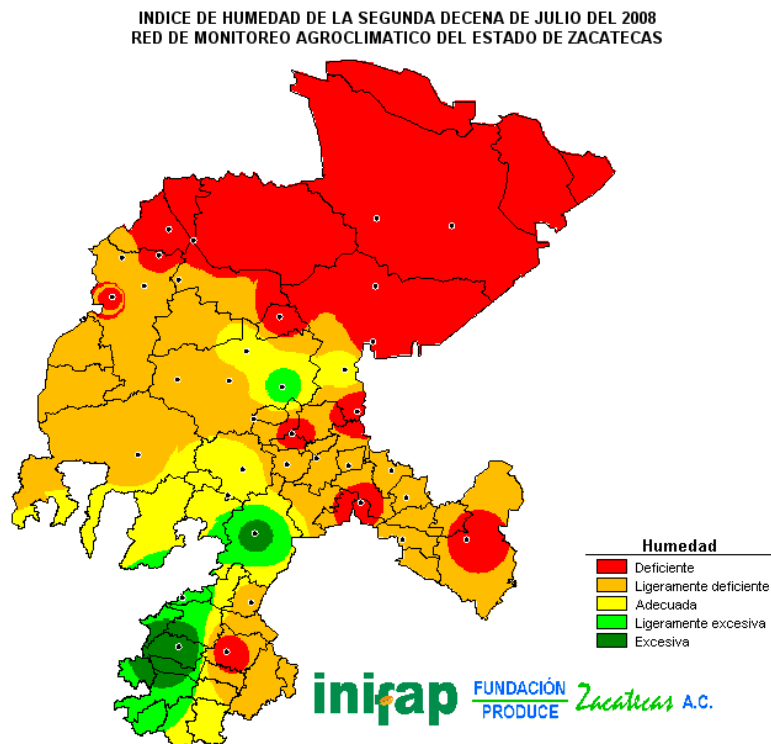 INDICE DE HUMEDAD DE LA SEGUNDA DECENA DE JULIO DEL 2008
RED DE MONITOREO AGROCLIMATICO DEL ESTADO DE ZACATECAS
Humedad
Deficiente
Ligeramente deficiente
Adecuada
Ligeramente excesiva
Excesiva
inifap
FUNDACIÓN
PRODUCE
Zacatecas A.C.